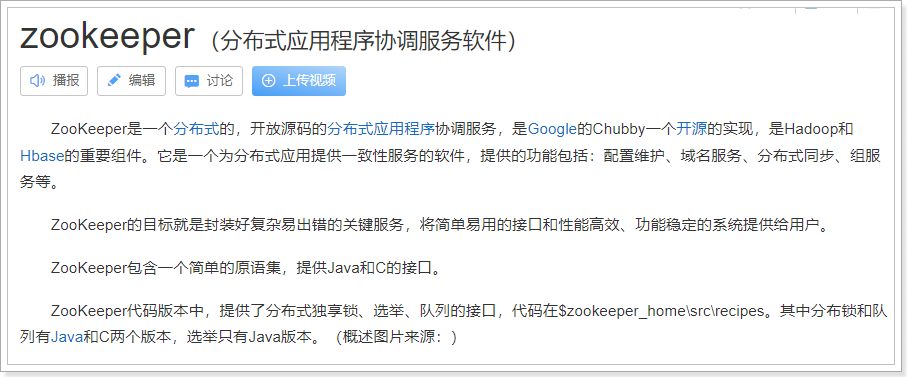 zookeeper（分布式应用程序协调服务软件）
播报 编辑 讨论 上传视频
ZooKeeper是一个分布式的，开放源码的分布式应用程序协调服务，是Google的Chubby一个开源的实现，是Hadoop和
Hbase的重要组件。它是一个为分布式应用提供一致性服务的软件，提供的功能包括：配置维护、域名服务、分布式同步、组服
务等。
ZooKeeper的目标就是封装好复杂易出错的关键服务，将简单易用的接口和性能高效、功能稳定的系统提供给用户。
ZooKeeper包含一个简单的原语集，提供Java和C的接口。
ZooKeeper代码版本中，提供了分布式独享锁、选举、队列的接口，代码在$zookeeper_home\src\recipes。其中分布锁和队
列有Java和C两个版本，选举只有Java版本。（概述图片来源：）